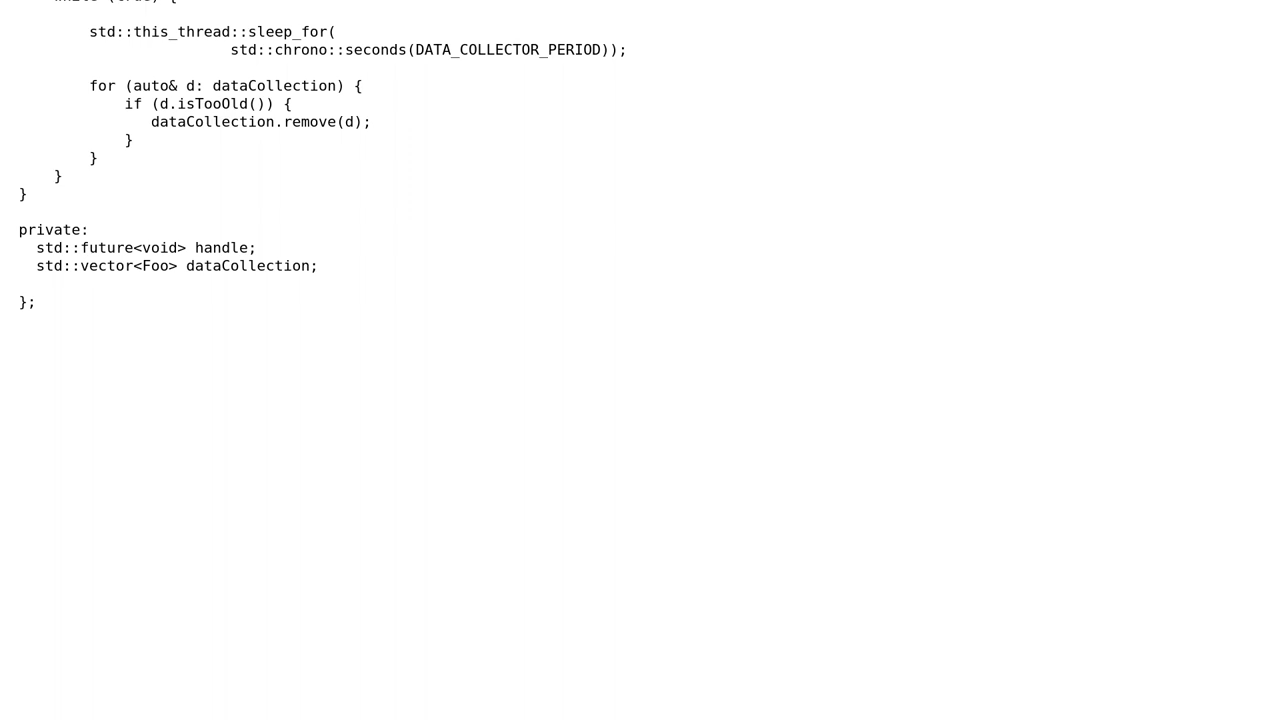 std::this_thread::sleep_for(
                        std::chrono::seconds(DATA_COLLECTOR_PERIOD));

        for (auto& d: dataCollection) {
            if (d.isTooOld()) {
               dataCollection.remove(d);
            }
        }
    }
}

private:
  std::future<void> handle;
  std::vector<Foo> dataCollection;

};